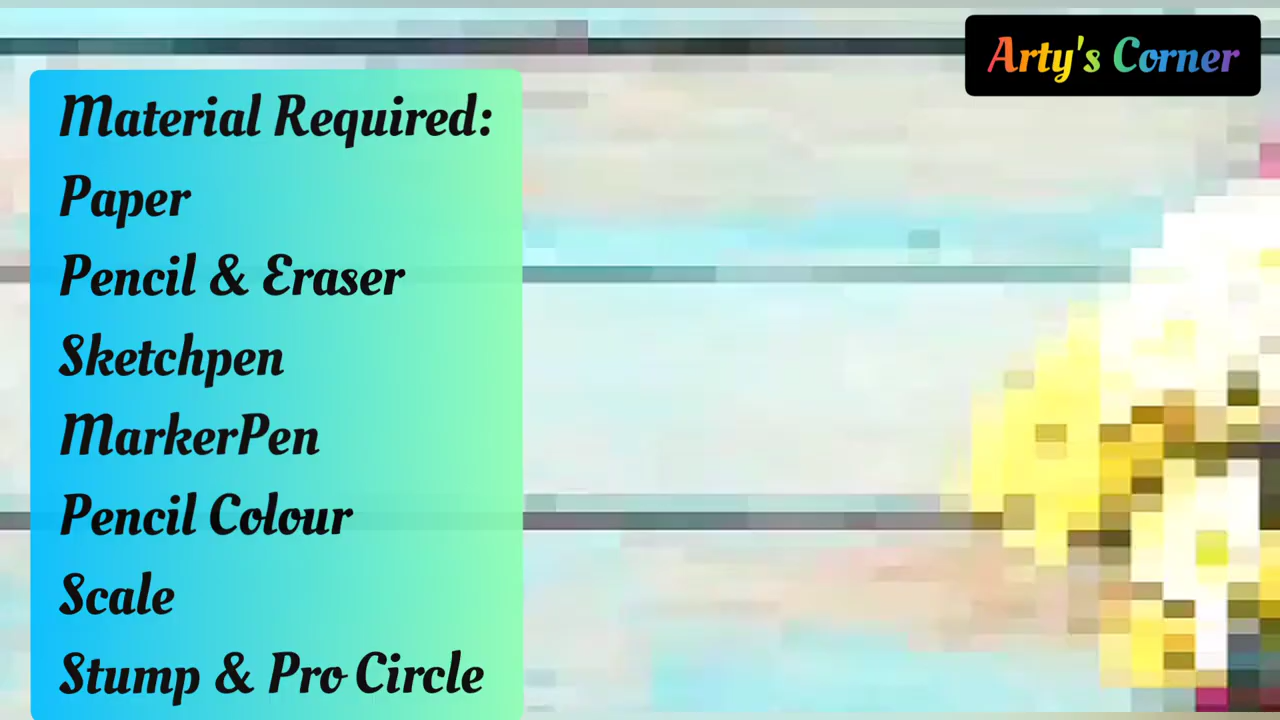 Arty's Corner
Material Required:
Paper
Pencil & Eraser
Sketchpen
MarkerPen
Pencil Colour
Scale
Stump & Pro Circle